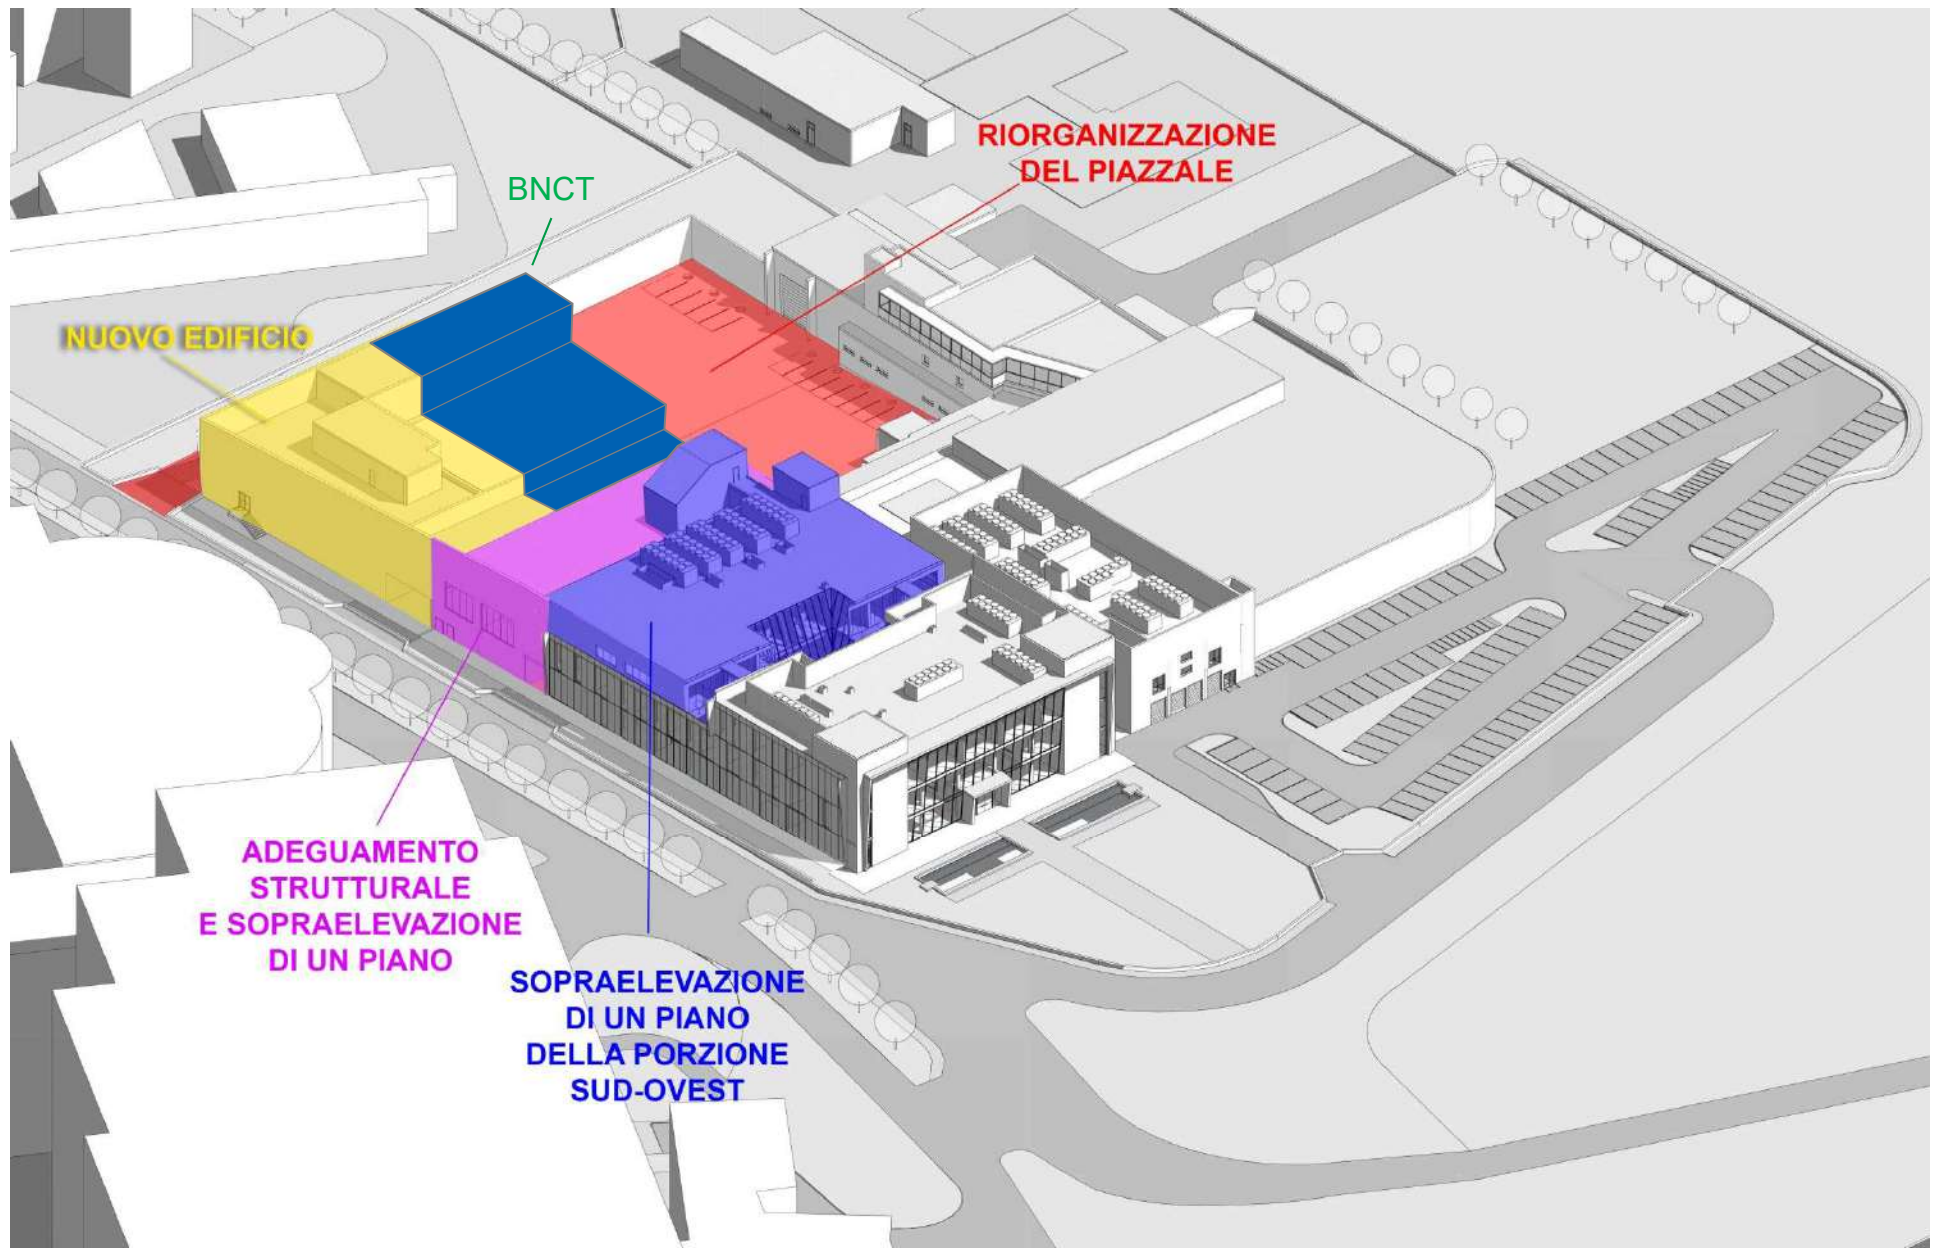 RIORGANIZZAZIONE
DEL PIAZZALE
BNCT
NUOVO EDIFICIO
ADEGUAMENTO
STRUTTURALE
E SOPRAELEVAZIONE
DI UN PIANO
SOPRAELEVAZIONE
DI UN PIANO
DELLA PORZIONE
SUD-OVEST